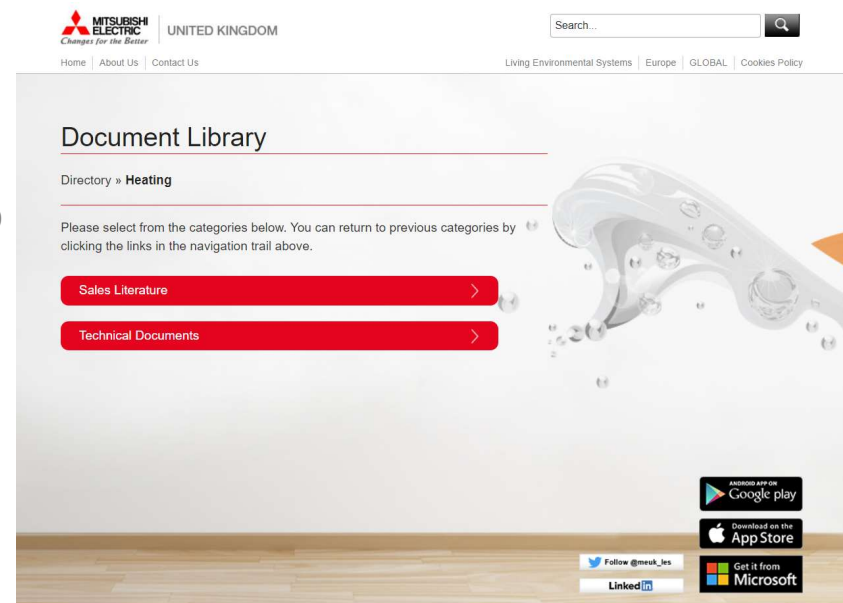 MITSUBISHI
ELECTRIC
Changes for the Better
UNITED KINGDOM
Search...
Home
About Us
Contact Us
Living Environmental Systems
Europe
GLOBAL
Cookies Policy
Document Library
Directory » Heating
Please select from the categories below. You can return to previous categories by
clicking the links in the navigation trail above.
Sales Literature
Technical Documents
ANDROID APP ON
Google play
Download on the
App Store
Follow @meuk_les
Get it from
Microsoft
Linked in